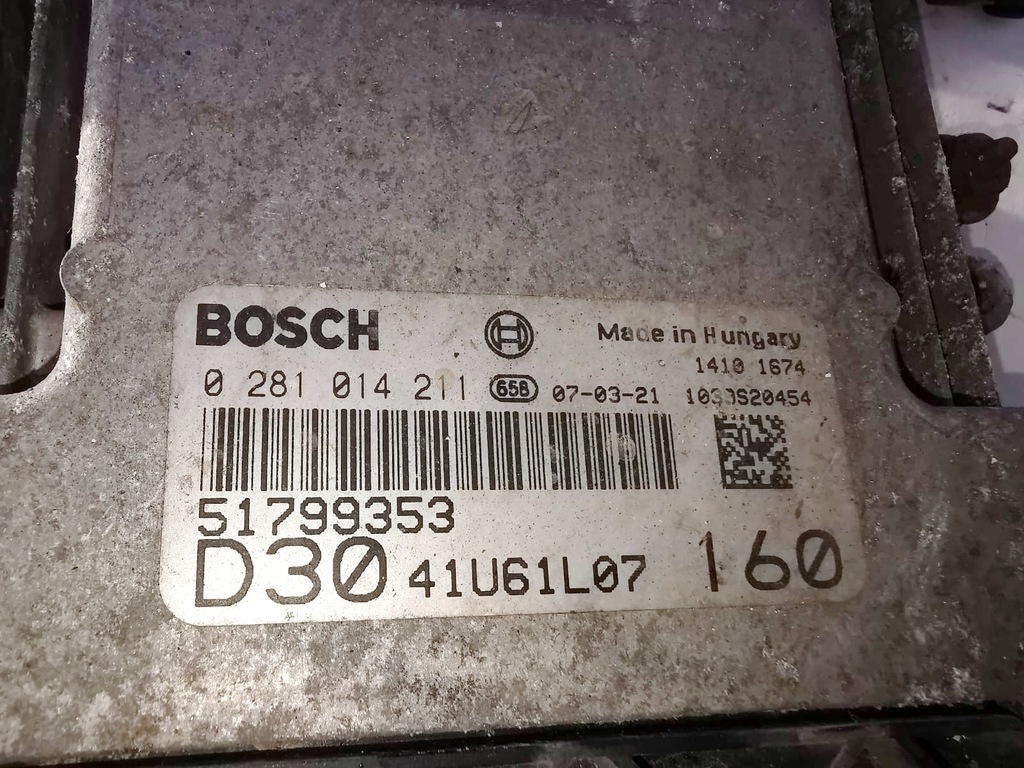 BOSCH
Made in Hungary
1410 1674
0 281 014 211 658 07-03-21
51799353
D30 41U61L07 160